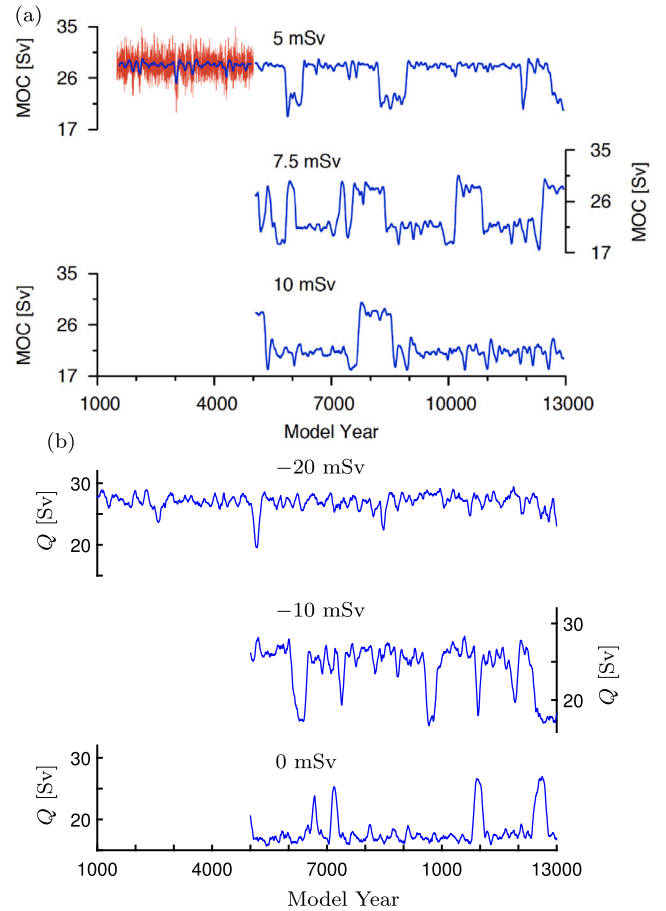 (a)
35
26
17
MOC [Sv]
5 mSv
7.5 mSv
35
26
17
MOC [Sv]
35
26
17
MOC [Sv]
10 mSv
1000 4000 7000 10000 13000
Model Year
(b)
30
20
Q [Sv]
−20 mSv
−10 mSv
30
20
Q [Sv]
30
20
Q [Sv]
0 mSv
1000 4000 7000 1000 13000
Model Year